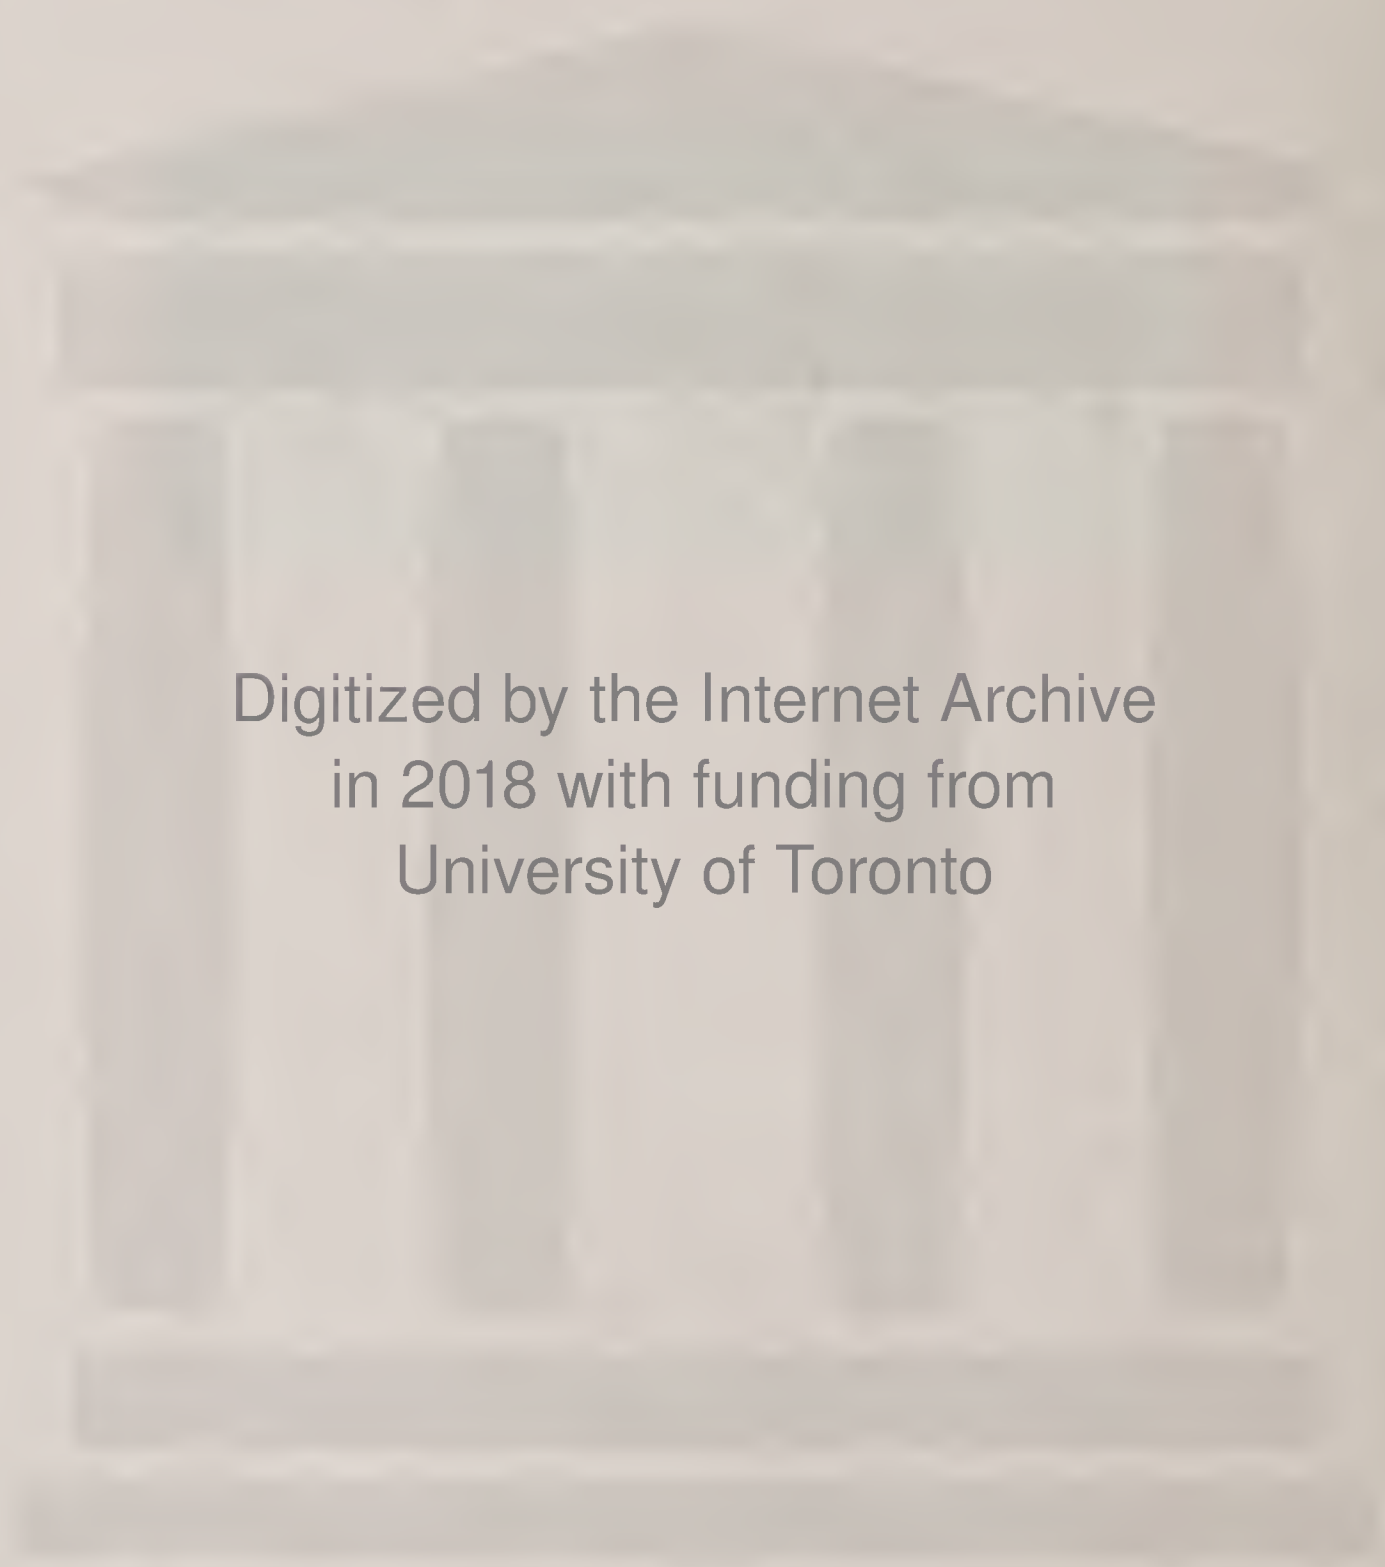 Digitized by the Internet Archive
in 2018 with funding from
University of Toronto